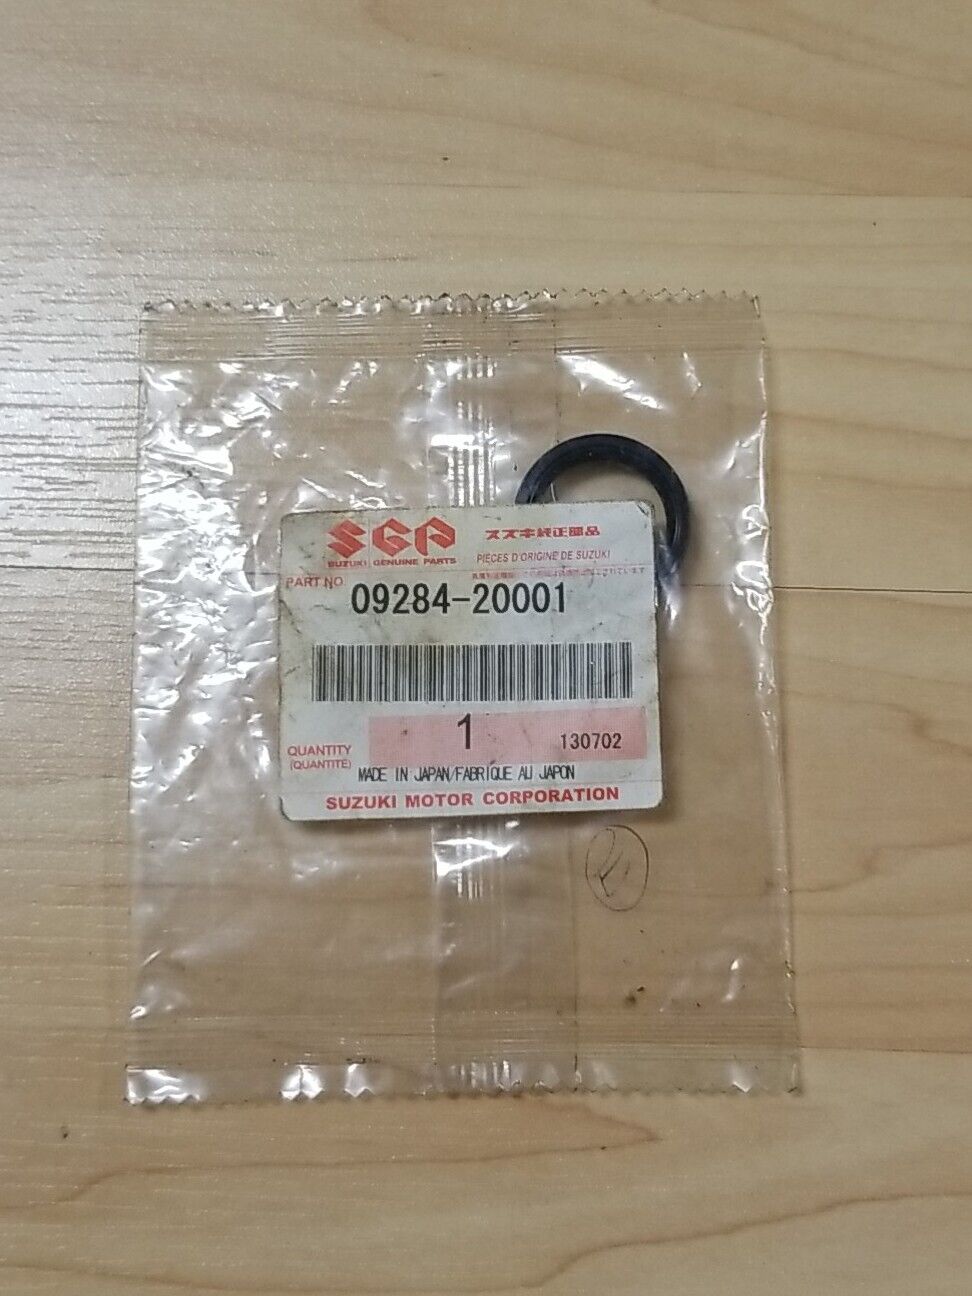 SGP
スズキ純正部品
SUZUKI GENUINE PARTS
PIECES D'ORIGINE DE SUZUKI
PART NO.
09284-20001
QUANTITY
(QUANTITÉ)
1
130702
MADE IN JAPAN/FABRIQUE AU JAPON
SUZUKI MOTOR CORPORATION